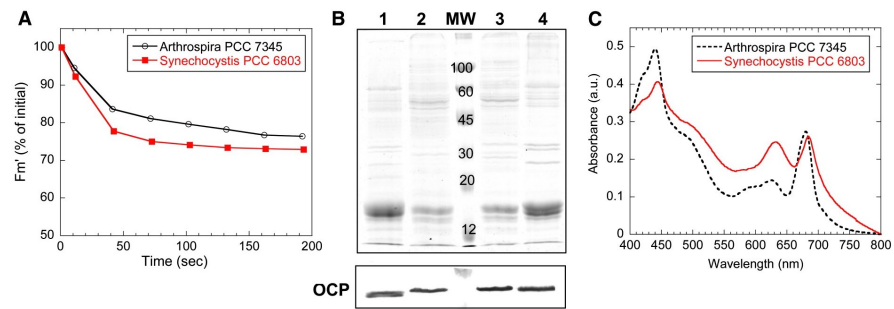 A
Fm' (% of initial)
100
90
80
70
60
50
Arthrospira PCC 7345
Synechocystis PCC 6803
0
50
100
150
200
Time (sec)
B
1 2 MW 3 4
100
60
45
30
20
12
OCP
C
Absorbance (a.u.)
0.5
0.4
0.3
0.2
0.1
0
Arthrospira PCC 7345
Synechocystis PCC 6803
400 450 500 550 600 650 700 750 800
Wavelength (nm)